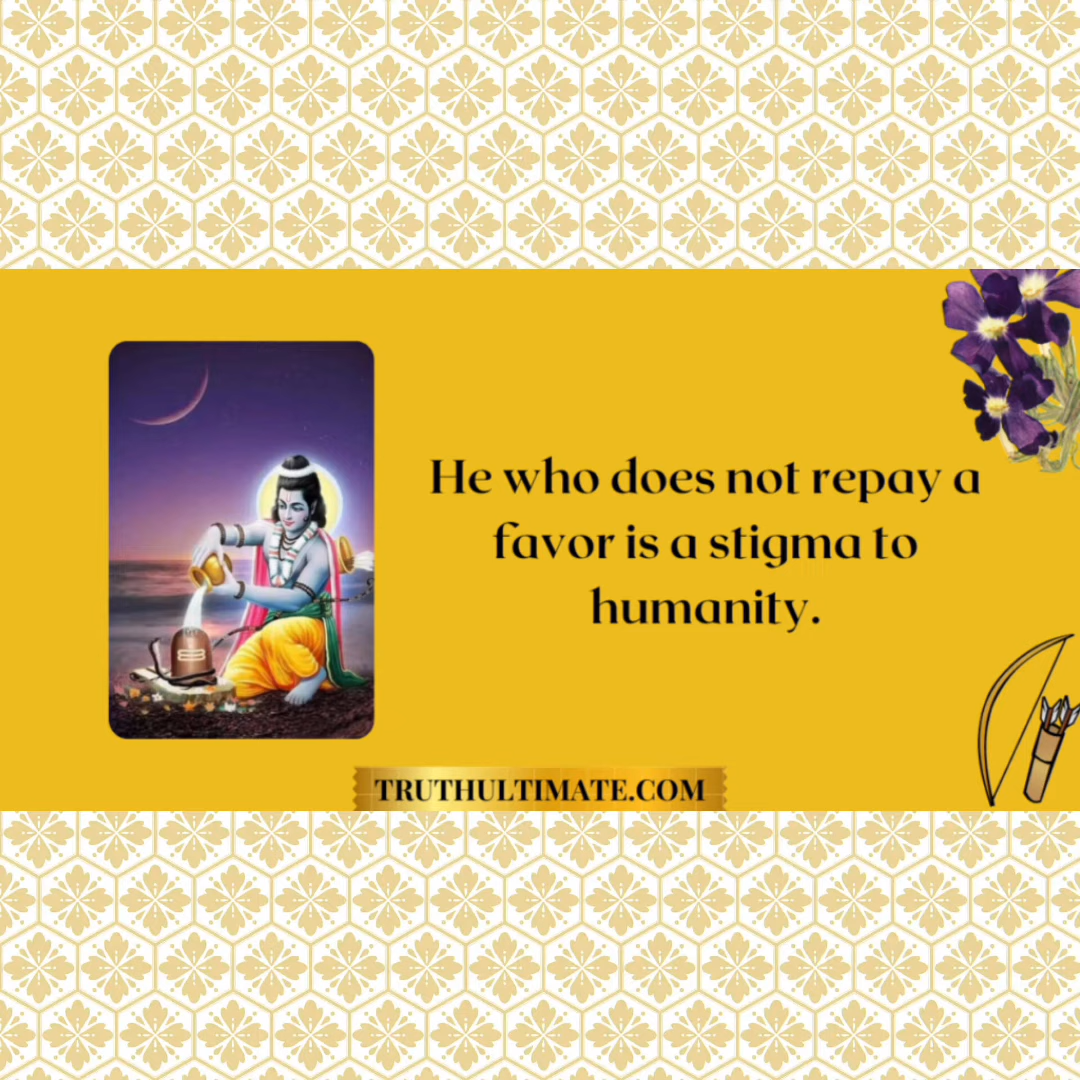 He who does not repay a
favor is a stigma to
humanity.
TRUTHULTIMATE.COM